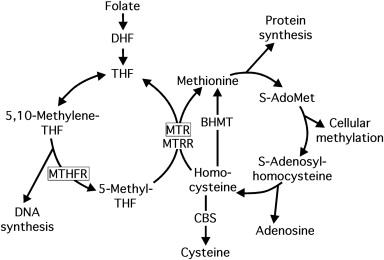 Folate
DHF
THF
5,10-Methylene-
THF
MTHFR
DNA
synthesis
5-Methyl-
THF
MTR
MTRR
Methionine
Protein
synthesis
S-AdoMet
Cellular
methylation
BHMT
S-Adenosyl-
homocysteine
Homo-
cysteine
Adenosine
CBS
Cysteine